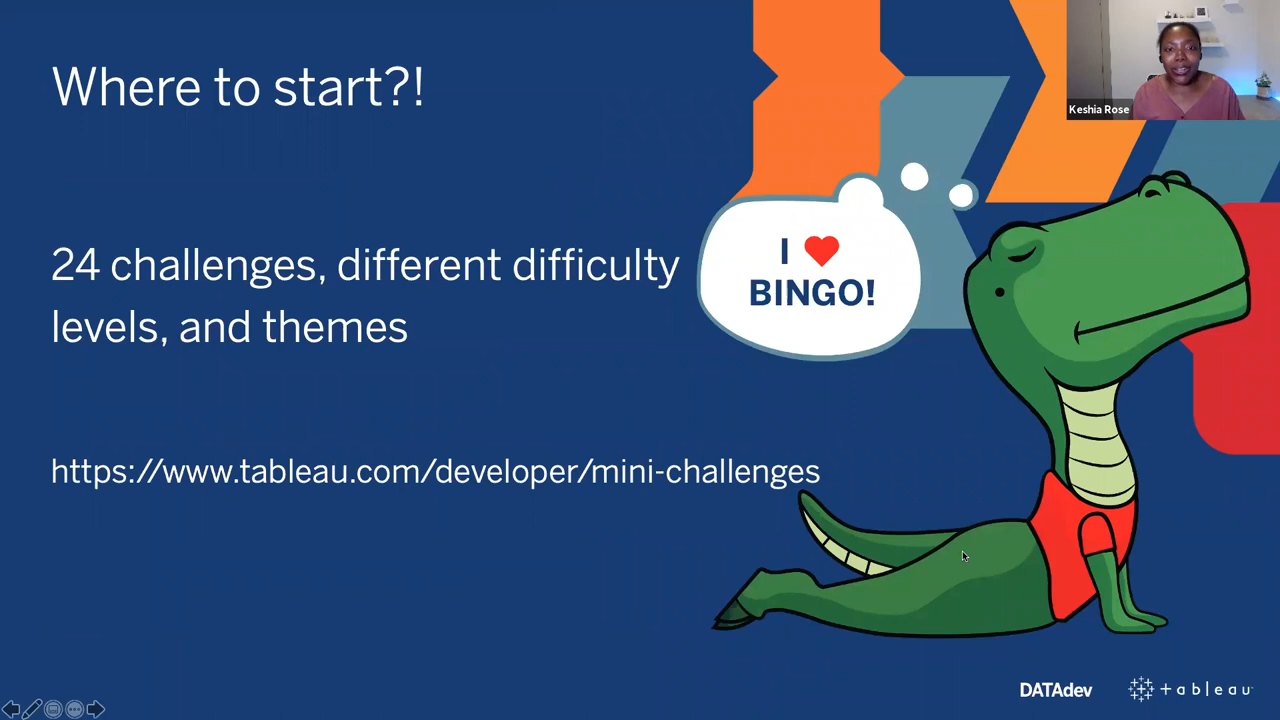 Where to start?!
Keshia Rose
I ❤
BINGO!
24 challenges, different difficulty
levels, and themes
https://www.tableau.com/developer/mini-challenges
DATAdev
+ableau